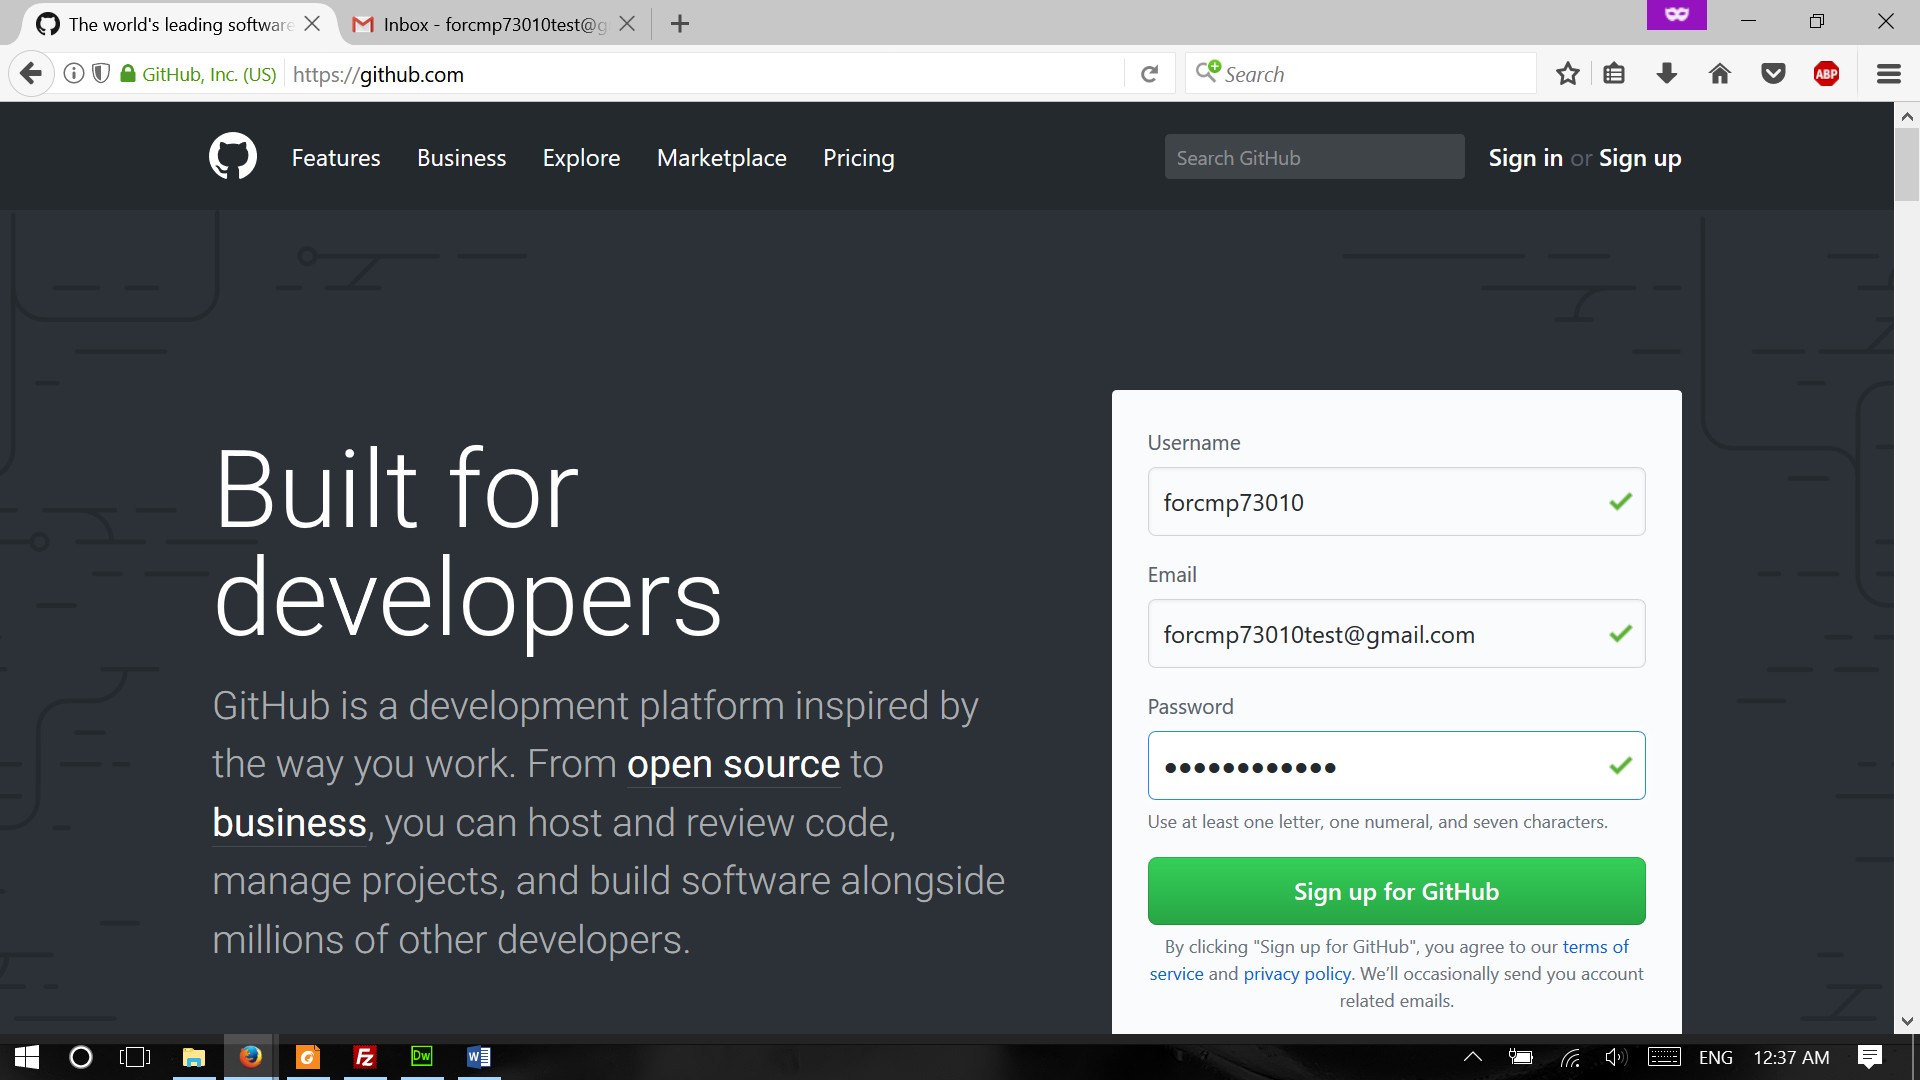 The world's leading software
Inbox - forcmp73010test@g
GitHub, Inc. (US)
https://github.com
Search
ABP
Features
Business
Explore
Marketplace
Pricing
Search GitHub
Sign in or Sign up
Built for
developers
GitHub is a development platform inspired by
the way you work. From open source to
business, you can host and review code,
manage projects, and build software alongside
millions of other developers.
Username
forcmp73010
Email
forcmp73010test@gmail.com
Password
Use at least one letter, one numeral, and seven characters.
Sign up for GitHub
By clicking "Sign up for GitHub", you agree to our terms of
service and privacy policy. We’ll occasionally send you account
related emails.
Fz
Dw
W
ENG
12:37 AM